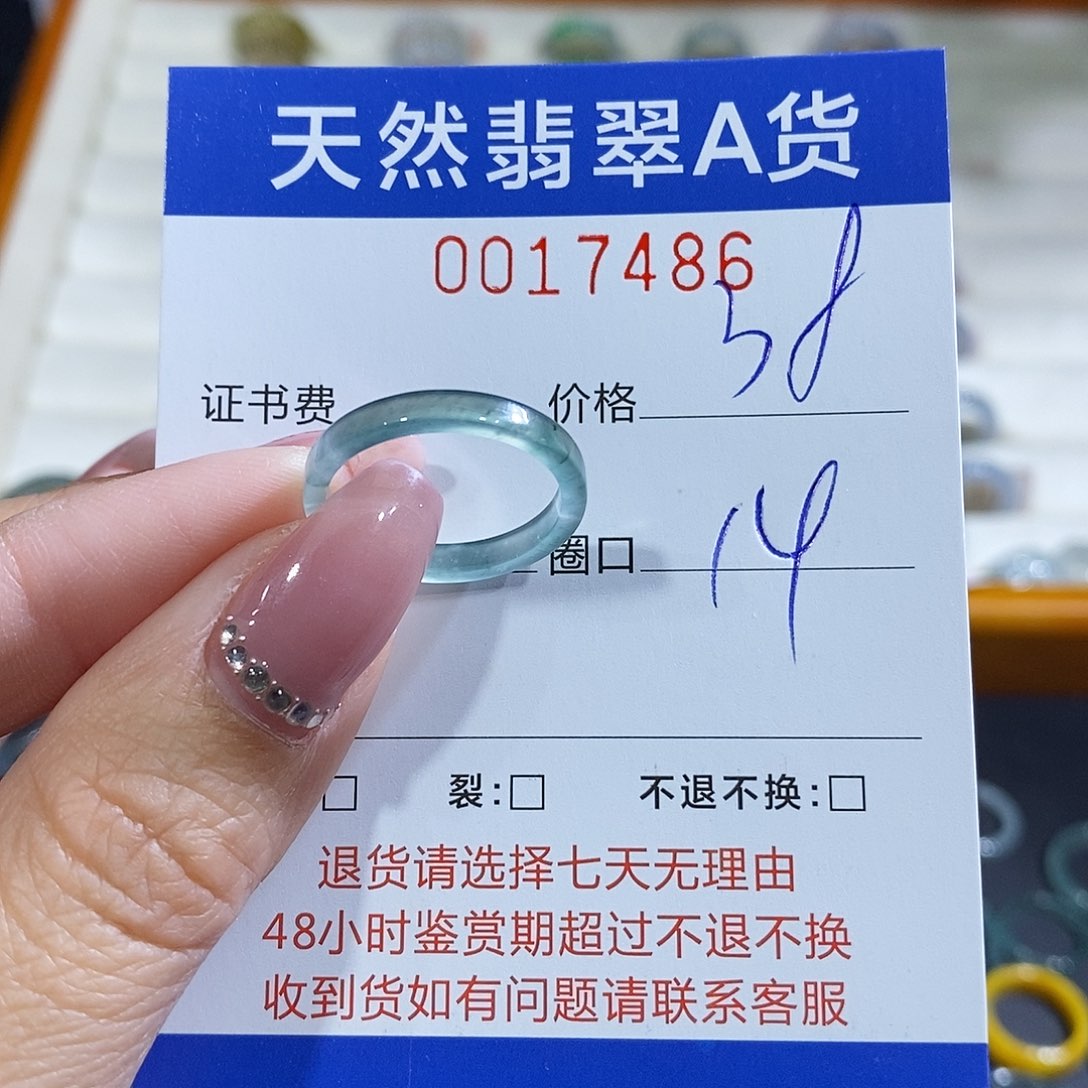 天然翡翠A货
0017486
证书费 价格 58
圈口 14
□ 裂:□ 不退不换:□
退货请选择七天无理由
48小时鉴赏期超过不退不换
收到货如有问题请联系客服